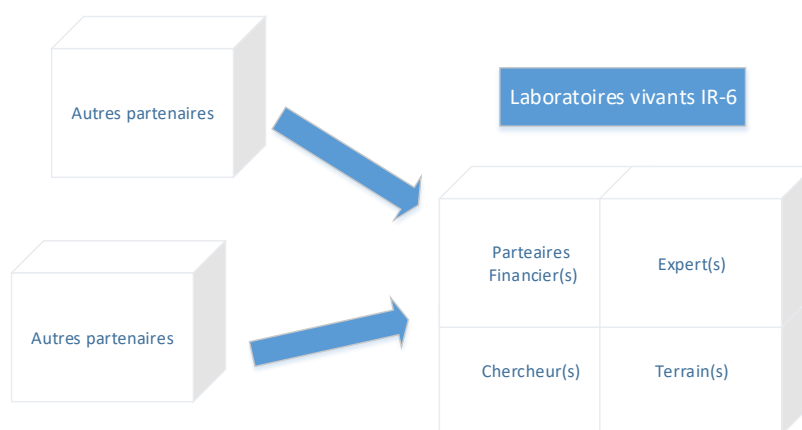 Autres partenaires
Laboratoires vivants IR-6
Parteaires
Financier(s)
Expert(s)
Autres partenaires
Chercheur(s)
Terrain(s)